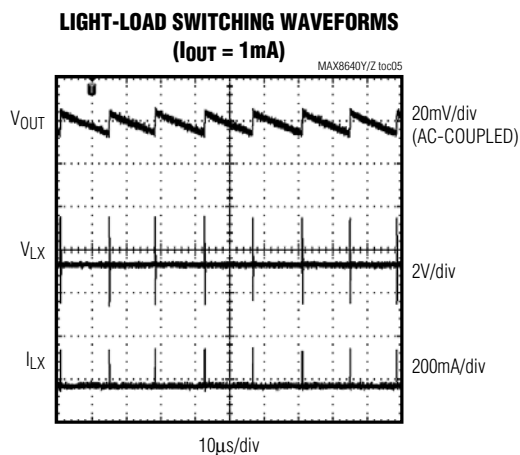 LIGHT-LOAD SWITCHING WAVEFORMS
(IOUT = 1mA)
MAX8640Y/Z toc05
VOUT
20mV/div
(AC-COUPLED)
VLX
2V/div
ILX
200mA/div
10µs/div